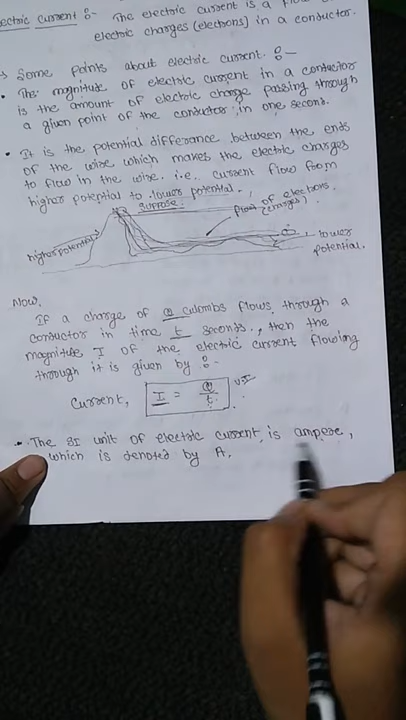 ectric current :- The electric current is a flow of
electric charges (electrons) in a conductor.
Some points about electric current :-
• The magnitude of electric current in a conductor
is the amount of electric charge passing through
a given point of the conductor in one second.
• It is the potential difference between the ends
of the wire which makes the electric charges
to flow in the wire. i.e. current flow from
higher potential to lower potential.
suppose:
flow of electrons.
(charges)
higher potential
lower
potential.
Now,
If a charge of Q culombs flows through a
conductor in time t seconds, then the
magnitude I of the electric current flowing
through it is given by :-
Current, I = Q/t
• The SI unit of electric current is ampere,
which is denoted by A.